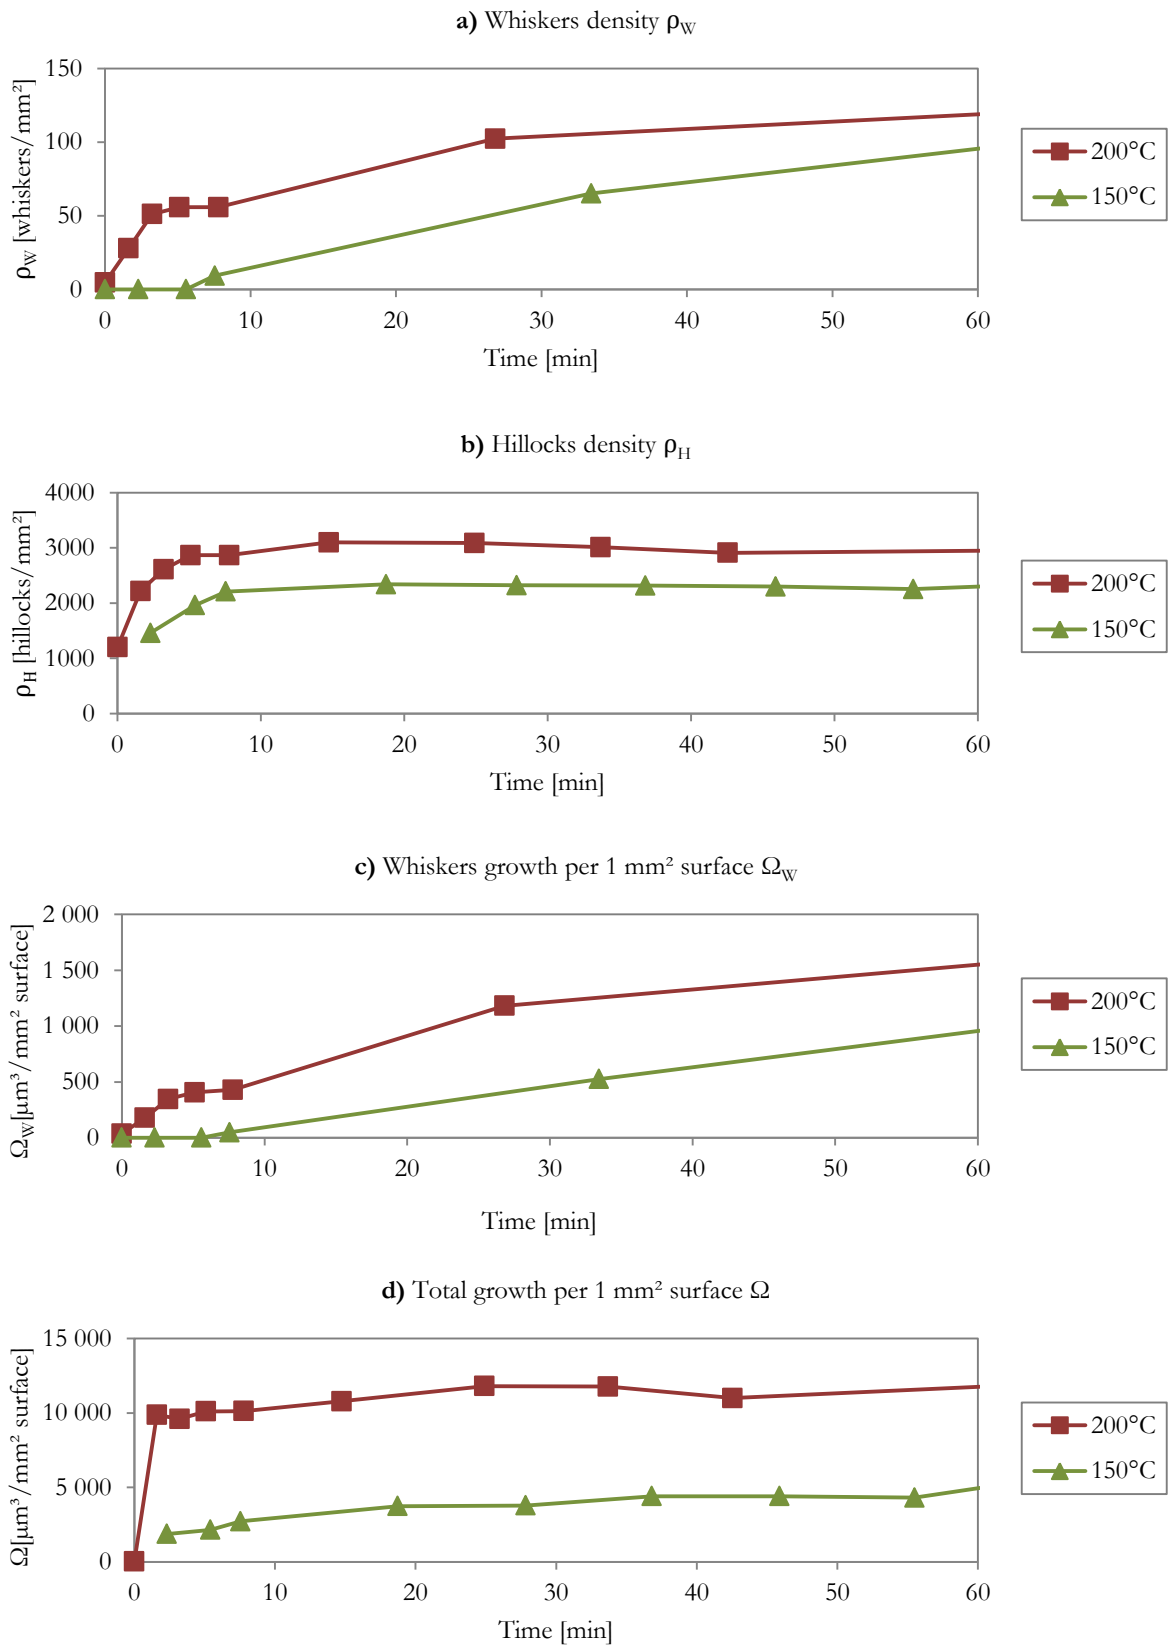 a) Whiskers density ρW
ρW [whiskers/mm²]
150
100
50
0
0 10 20 30 40 50 60
Time [min]
200°C
150°C
b) Hillocks density ρH
ρH [hillocks/mm²]
4000
3000
2000
1000
0
0 10 20 30 40 50 60
Time [min]
200°C
150°C
c) Whiskers growth per 1 mm² surface ΩW
ΩW[μm³/mm² surface]
2 000
1 500
1 000
500
0
0 10 20 30 40 50 60
Time [min]
200°C
150°C
d) Total growth per 1 mm² surface Ω
Ω[μm³/mm² surface]
15 000
10 000
5 000
0
0 10 20 30 40 50 60
Time [min]
200°C
150°C